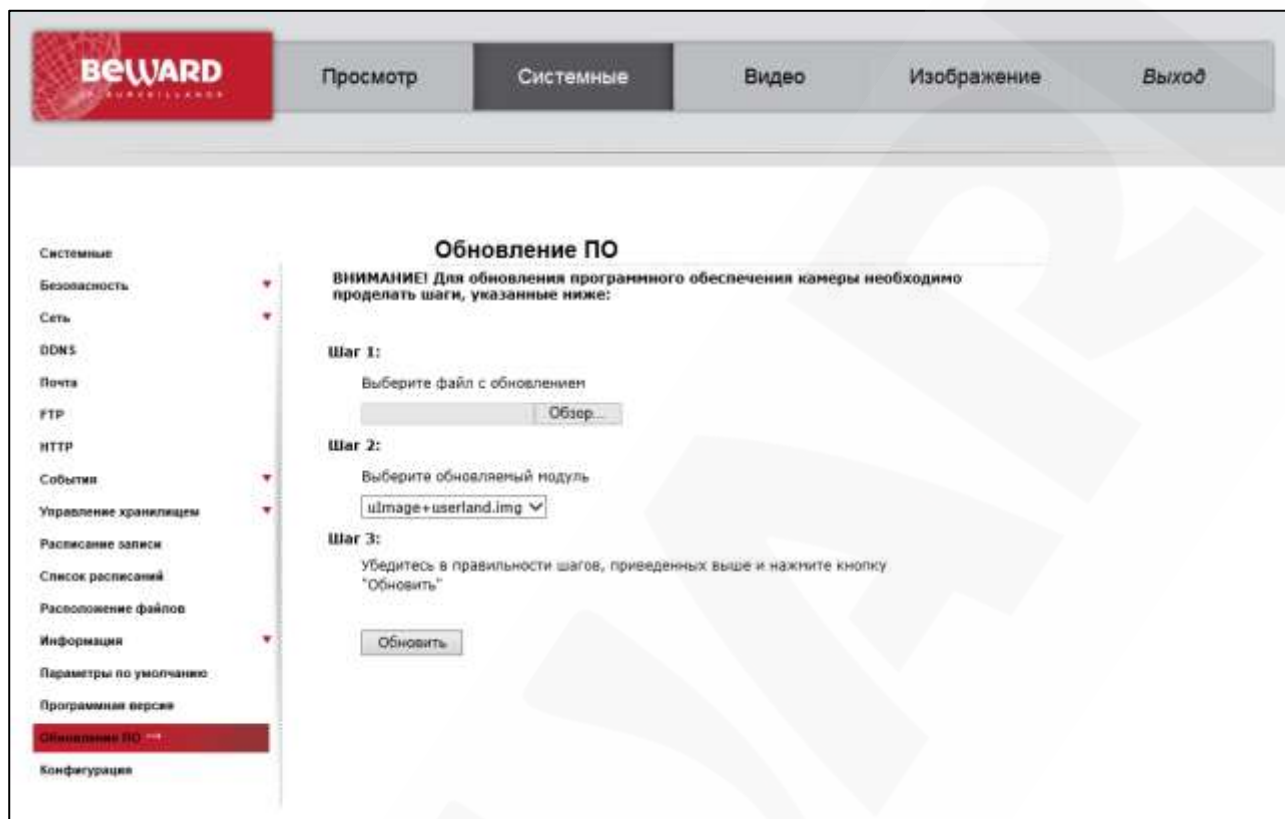 BEWARD
IP SURVEILLANCE
Просмотр
Системные
Видео
Изображение
Выход
Системные
Безопасность
Сеть
DDNS
Почта
FTP
HTTP
События
Управление хранилищем
Расписание записи
Список расписаний
Расположение файлов
Информация
Параметры по умолчанию
Программная версия
Обновление ПО
Конфигурация
Обновление ПО
ВНИМАНИЕ! Для обновления программного обеспечения камеры необходимо
проделать шаги, указанные ниже:
Шаг 1:
Выберите файл с обновлением
Обзор...
Шаг 2:
Выберите обновляемый модуль
uImage+userland.img
Шаг 3:
Убедитесь в правильности шагов, приведенных выше и нажмите кнопку
"Обновить"
Обновить